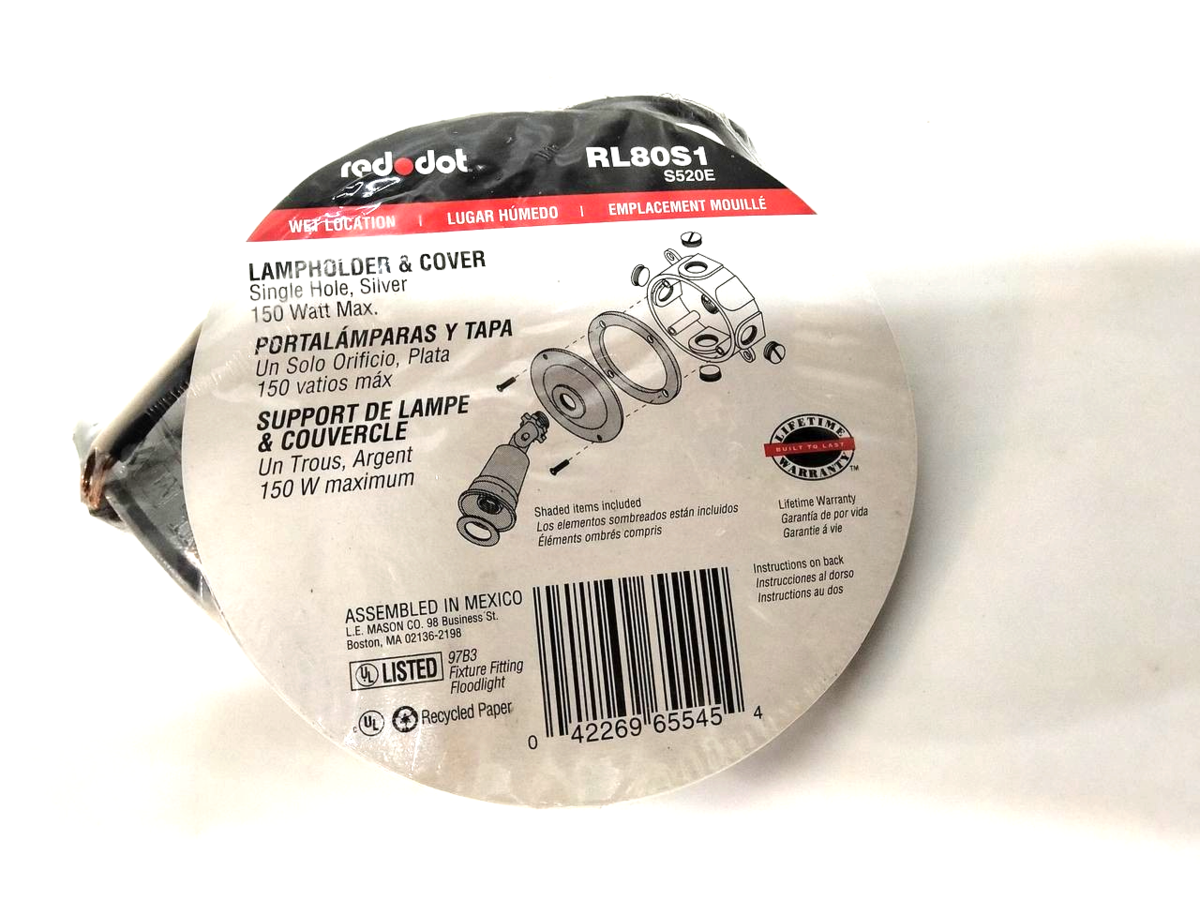 red dot
RL80S1
S520E
WET LOCATION | LUGAR HÚMEDO | EMPLACEMENT MOUILLÉ
LAMPHOLDER & COVER
Single Hole, Silver
150 Watt Max.
PORTALÁMPARAS Y TAPA
Un Solo Orificio, Plata
150 vatios máx
SUPPORT DE LAMPE
& COUVERCLE
Un Trous, Argent
150 W maximum
Shaded items included
Los elementos sombreados están incluidos
Éléments ombrés compris
LIFETIME
BUILT TO LAST
WARRANTY
TM
Lifetime Warranty
Garantía de por vida
Garantie á vie
Instructions on back
Instrucciones al dorso
Instructions au dos
ASSEMBLED IN MEXICO
L.E. MASON CO. 98 Business St.
Boston, MA 02136-2198
UL LISTED
97B3
Fixture Fitting
Floodlight
c UL Recycled Paper
0 42269 65545 4